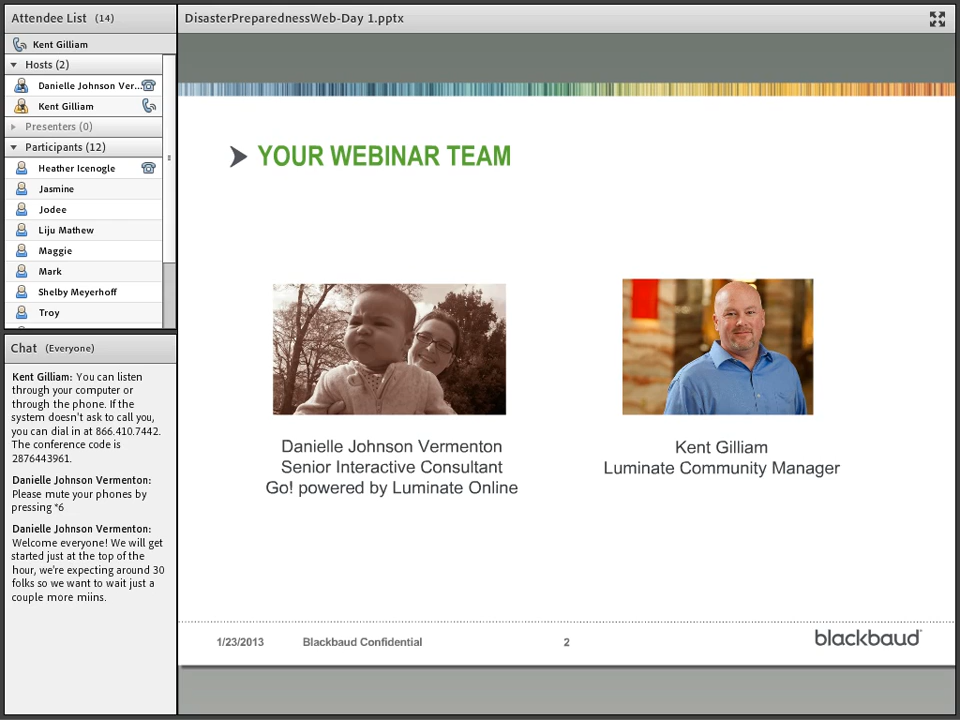 Attendee List (14)
Kent Gilliam
Hosts (2)
Danielle Johnson Ver...
Kent Gilliam
Presenters (0)
Participants (12)
Heather Icenogle
Jasmine
Jodee
Liju Mathew
Maggie
Mark
Shelby Meyerhoff
Troy
Chat (Everyone)
Kent Gilliam: You can listen
through your computer or
through the phone. If the
system doesn't ask to call you,
you can dial in at 866.410.7442.
The conference code is
2876443961.
Danielle Johnson Vermenton:
Please mute your phones by
pressing *6
Danielle Johnson Vermenton:
Welcome everyone! We will get
started just at the top of the
hour, we're expecting around 30
folks so we want to wait just a
couple more miins.
DisasterPreparednessWeb-Day 1.pptx
YOUR WEBINAR TEAM
Danielle Johnson Vermenton
Senior Interactive Consultant
Go! powered by Luminate Online
Kent Gilliam
Luminate Community Manager
1/23/2013 Blackbaud Confidential 2
blackbaud